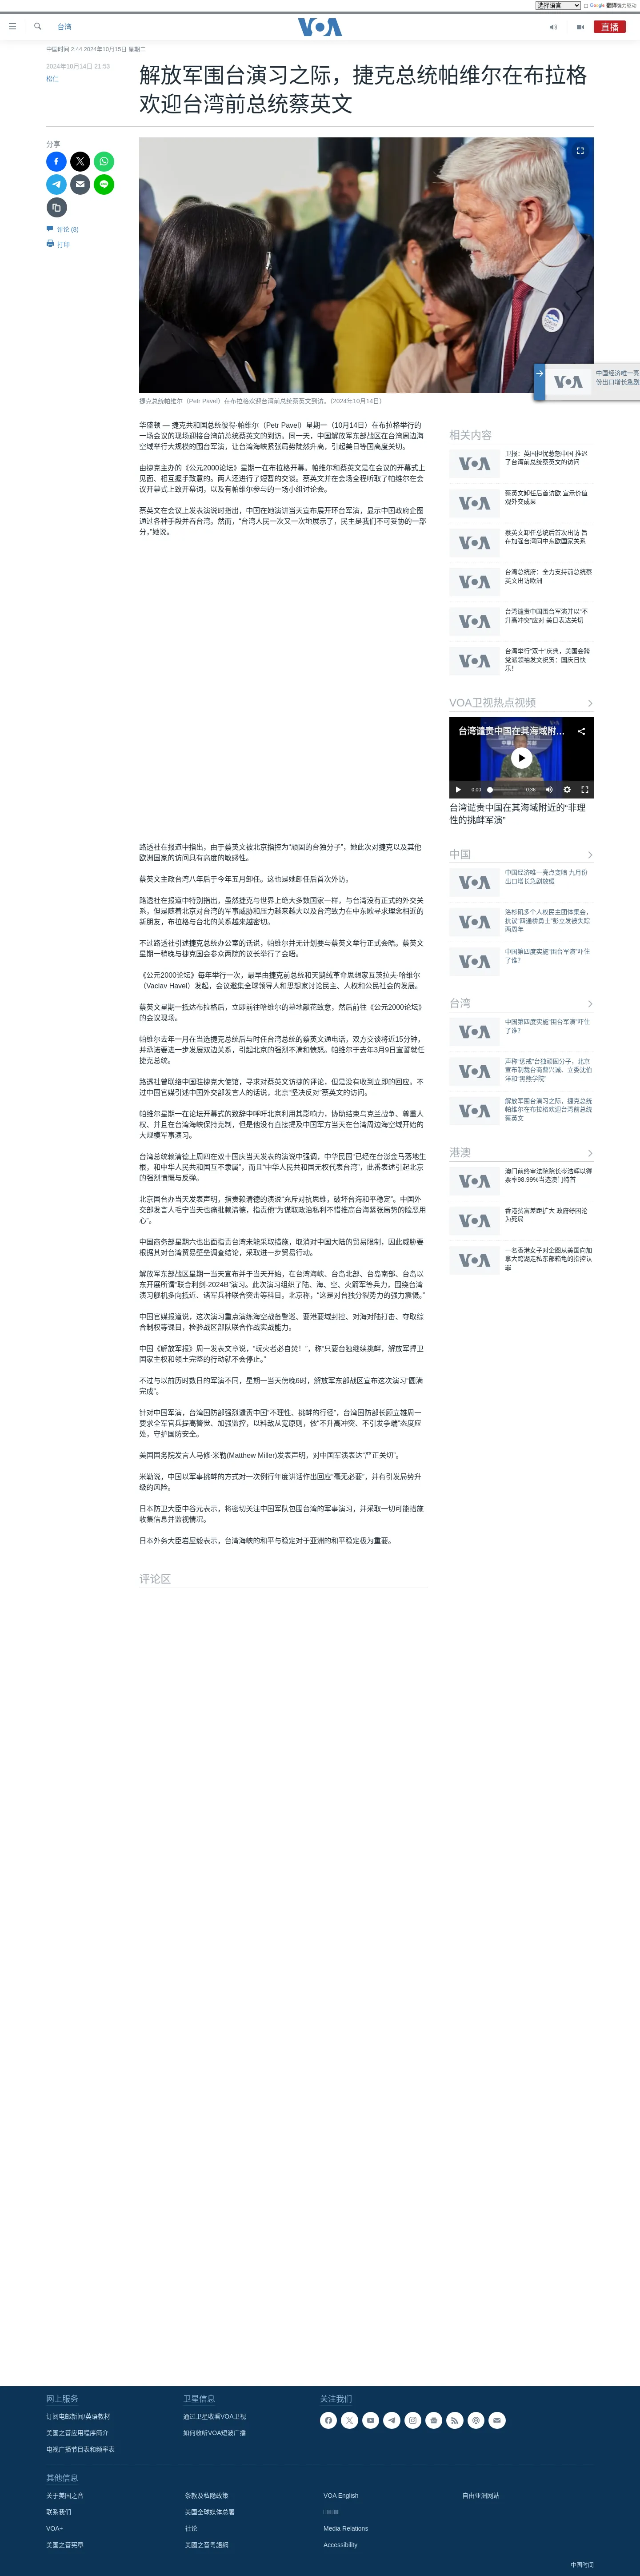 选择语言 由 Google 翻译强力驱动
台湾
VOA
直播
中国时间 2:44 2024年10月15日 星期二
2024年10月14日 21:53
松仁
解放军围台演习之际，捷克总统帕维尔在布拉格
欢迎台湾前总统蔡英文
分享
评论 (8)
打印
捷克总统帕维尔（Petr Pavel）在布拉格欢迎台湾前总统蔡英文到访。（2024年10月14日）
中国经济唯一亮
份出口增长急剧
华盛顿 — 捷克共和国总统彼得·帕维尔（Petr Pavel）星期一（10月14日）在布拉格举行的
一场会议的现场迎接台湾前总统蔡英文的到访。同一天，中国解放军东部战区在台湾周边海
空域举行大规模的围台军演，让台湾海峡紧张局势陡然升高，引起美日等国高度关切。
由捷克主办的《公元2000论坛》星期一在布拉格开幕。帕维尔和蔡英文是在会议的开幕式上
见面、相互握手致意的。两人还进行了短暂的交谈。蔡英文并在会场全程听取了帕维尔在会
议开幕式上致开幕词，以及有帕维尔参与的一场小组讨论会。
蔡英文在会议上发表演说时指出，中国在她演讲当天宣布展开环台军演，显示中国政府企图
通过各种手段并吞台湾。然而，“台湾人民一次又一次地展示了，民主是我们不可妥协的一部
分，”她说。
路透社在报道中指出，由于蔡英文被北京指控为“顽固的台独分子”，她此次对捷克以及其他
欧洲国家的访问具有高度的敏感性。
蔡英文主政台湾八年后于今年五月卸任。这也是她卸任后首次外访。
路透社在报道中特别指出，虽然捷克与世界上绝大多数国家一样，与台湾没有正式的外交关
系，但是随着北京对台湾的军事威胁和压力越来越大以及台湾致力在中东欧寻求理念相近的
新朋友，布拉格与台北的关系越来越密切。
不过路透社引述捷克总统办公室的话说，帕维尔并无计划要与蔡英文举行正式会晤。蔡英文
星期一稍晚与捷克国会参众两院的议长举行了会晤。
《公元2000论坛》每年举行一次，最早由捷克前总统和天鹅绒革命思想家瓦茨拉夫·哈维尔
（Vaclav Havel）发起，会议邀集全球领导人和思想家讨论民主、人权和公民社会的发展。
蔡英文星期一抵达布拉格后，立即前往哈维尔的墓地献花致意，然后前往《公元2000论坛》
的会议现场。
帕维尔去年一月在当选捷克总统后与时任台湾总统的蔡英文通电话，双方交谈将近15分钟，
并承诺要进一步发展双边关系，引起北京的强烈不满和愤怒。帕维尔于去年3月9日宣誓就任
捷克总统。
路透社曾联络中国驻捷克大使馆，寻求对蔡英文访捷的评论，但是没有收到立即的回应。不
过中国官媒引述中国外交部发言人的话说，北京“坚决反对”蔡英文的访问。
帕维尔星期一在论坛开幕式的致辞中呼吁北京利用其影响力，协助结束乌克兰战争、尊重人
权、并且在台湾海峡保持克制，但是他没有直接提及中国军方当天在台湾周边海空域开始的
大规模军事演习。
台湾总统赖清德上周四在双十国庆当天发表的演说中强调，中华民国“已经在台澎金马落地生
根，和中华人民共和国互不隶属”，而且“中华人民共和国无权代表台湾”，此番表述引起北京
的强烈愤慨与反弹。
北京国台办当天发表声明，指责赖清德的演说“充斥对抗思维，破坏台海和平稳定”。中国外
交部发言人毛宁当天也痛批赖清德，指责他“为谋取政治私利不惜推高台海紧张局势的险恶用
心”。
中国商务部星期六也出面指责台湾未能采取措施，取消对中国大陆的贸易限制，因此威胁要
根据其对台湾贸易壁垒调查结论，采取进一步贸易行动。
解放军东部战区星期一当天宣布并于当天开始，在台湾海峡、台岛北部、台岛南部、台岛以
东开展所谓“联合利剑-2024B”演习。此次演习组织了陆、海、空、火箭军等兵力，围绕台湾
演习舰机多向抵近、诸军兵种联合突击等科目。北京称，“这是对台独分裂势力的强力震慑。”
中国官媒报道说，这次演习重点演练海空战备警巡、要港要域封控、对海对陆打击、夺取综
合制权等课目，检验战区部队联合作战实战能力。
中国《解放军报》周一发表文章说，“玩火者必自焚！”，称“只要台独继续挑衅，解放军捍卫
国家主权和领土完整的行动就不会停止。”
不过与以前历时数日的军演不同，星期一当天傍晚6时，解放军东部战区宣布这次演习“圆满
完成”。
针对中国军演，台湾国防部强烈谴责中国“不理性、挑衅的行径”，台湾国防部长顾立雄周一
要求全军官兵提高警觉、加强监控，以料敌从宽原则，依“不升高冲突、不引发争端”态度应
处，守护国防安全。
美国国务院发言人马修·米勒(Matthew Miller)发表声明，对中国军演表达“严正关切”。
米勒说，中国以军事挑衅的方式对一次例行年度讲话作出回应“毫无必要”，并有引发局势升
级的风险。
日本防卫大臣中谷元表示，将密切关注中国军队包围台湾的军事演习，并采取一切可能措施
收集信息并监视情况。
日本外务大臣岩屋毅表示，台湾海峡的和平与稳定对于亚洲的和平稳定极为重要。
评论区
相关内容
卫报：英国担忧惹怒中国 推迟
了台湾前总统蔡英文的访问
蔡英文卸任后首访欧 宣示价值
观外交成果
蔡英文卸任总统后首次出访 旨
在加强台湾同中东欧国家关系
台湾总统府：全力支持前总统蔡
英文出访欧洲
台湾谴责中国围台军演并以“不
升高冲突”应对 美日表达关切
台湾举行“双十”庆典，美国会跨
党派领袖发文祝贺：国庆日快
乐！
VOA卫视热点视频
台湾谴责中国在其海域附...
0:00
0:36
台湾谴责中国在其海域附近的“非理
性的挑衅军演”
中国
中国经济唯一亮点变暗 九月份
出口增长急剧放缓
洛杉矶多个人权民主团体集会，
抗议“四通桥勇士”彭立发被失踪
两周年
中国第四度实施“围台军演”吓住
了谁？
台湾
中国第四度实施“围台军演”吓住
了谁？
声称“惩戒”台独顽固分子，北京
宣布制裁台商曹兴诚、立委沈伯
洋和“黑熊学院”
解放军围台演习之际，捷克总统
帕维尔在布拉格欢迎台湾前总统
蔡英文
港澳
澳门前终审法院院长岑浩辉以得
票率98.99%当选澳门特首
香港贫富差距扩大 政府纾困沦
为死局
一名香港女子对企图从美国向加
拿大跨湖走私东部箱龟的指控认
罪
网上服务
订阅电邮新闻/英语教材
美国之音应用程序简介
电视广播节目表和频率表
卫星信息
通过卫星收看VOA卫视
如何收听VOA短波广播
关注我们
其他信息
关于美国之音
联系我们
VOA+
美国之音宪章
条款及私隐政策
美国全球媒体总署
社论
美國之音粵語網
VOA English
Media Relations
Accessibility
自由亚洲网站
中国时间